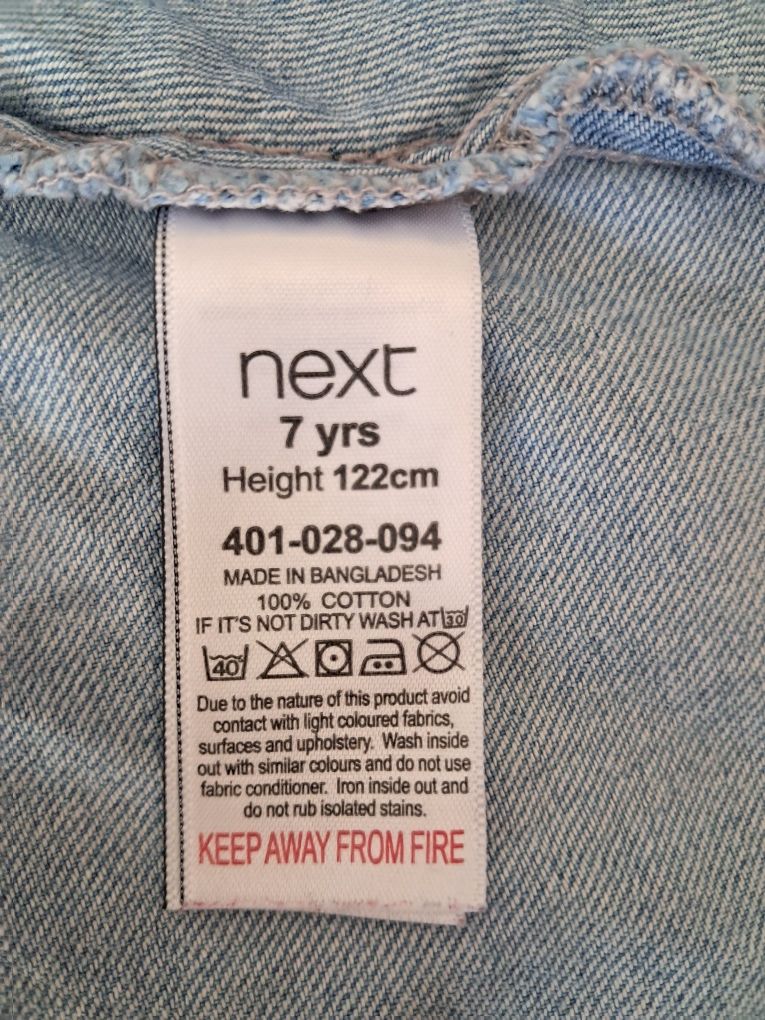 next
7 yrs
Height 122cm
401-028-094
MADE IN BANGLADESH
100% COTTON
IF IT'S NOT DIRTY WASH AT 30
40
Due to the nature of this product avoid
contact with light coloured fabrics,
surfaces and upholstery. Wash inside
out with similar colours and do not use
fabric conditioner. Iron inside out and
do not rub isolated stains.
KEEP AWAY FROM FIRE